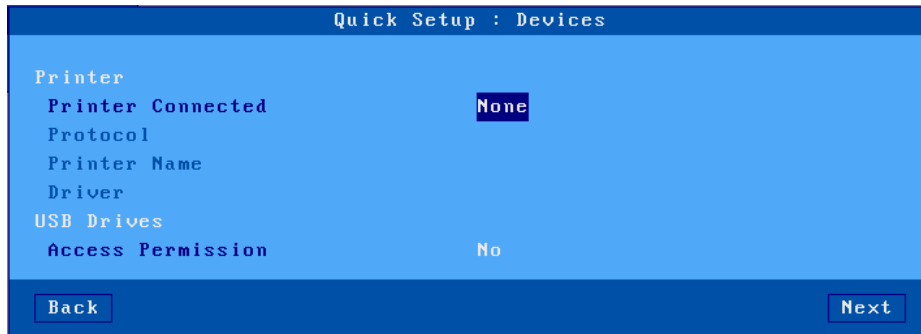 Quick Setup : Devices
Printer
Printer Connected None
Protocol
Printer Name
Driver
USB Drives
Access Permission No
Back Next